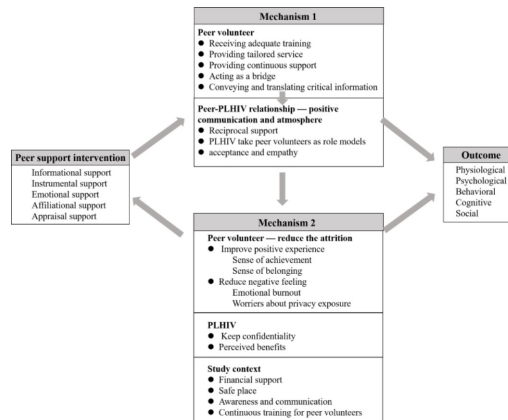 Mechanism 1
Peer volunteer
● Receiving adequate training
● Providing tailored service
● Providing continuous support
● Acting as a bridge
● Conveying and translating critical information
Peer-PLHIV relationship — positive
communication and atmosphere
● Reciprocal support
● PLHIV take peer volunteers as role models
● acceptance and empathy
Peer support intervention
Informational support
Instrumental support
Emotional support
Affiliational support
Appraisal support
Outcome
Physiological
Psychological
Behavioral
Cognitive
Social
Mechanism 2
Peer volunteer — reduce the attrition
● Improve positive experience
Sense of achievement
Sense of belonging
● Reduce negative feeling
Emotional burnout
Worriers about privacy exposure
PLHIV
● Keep confidentiality
● Perceived benefits
Study context
● Financial support
● Safe place
● Awareness and communication
● Continuous training for peer volunteers